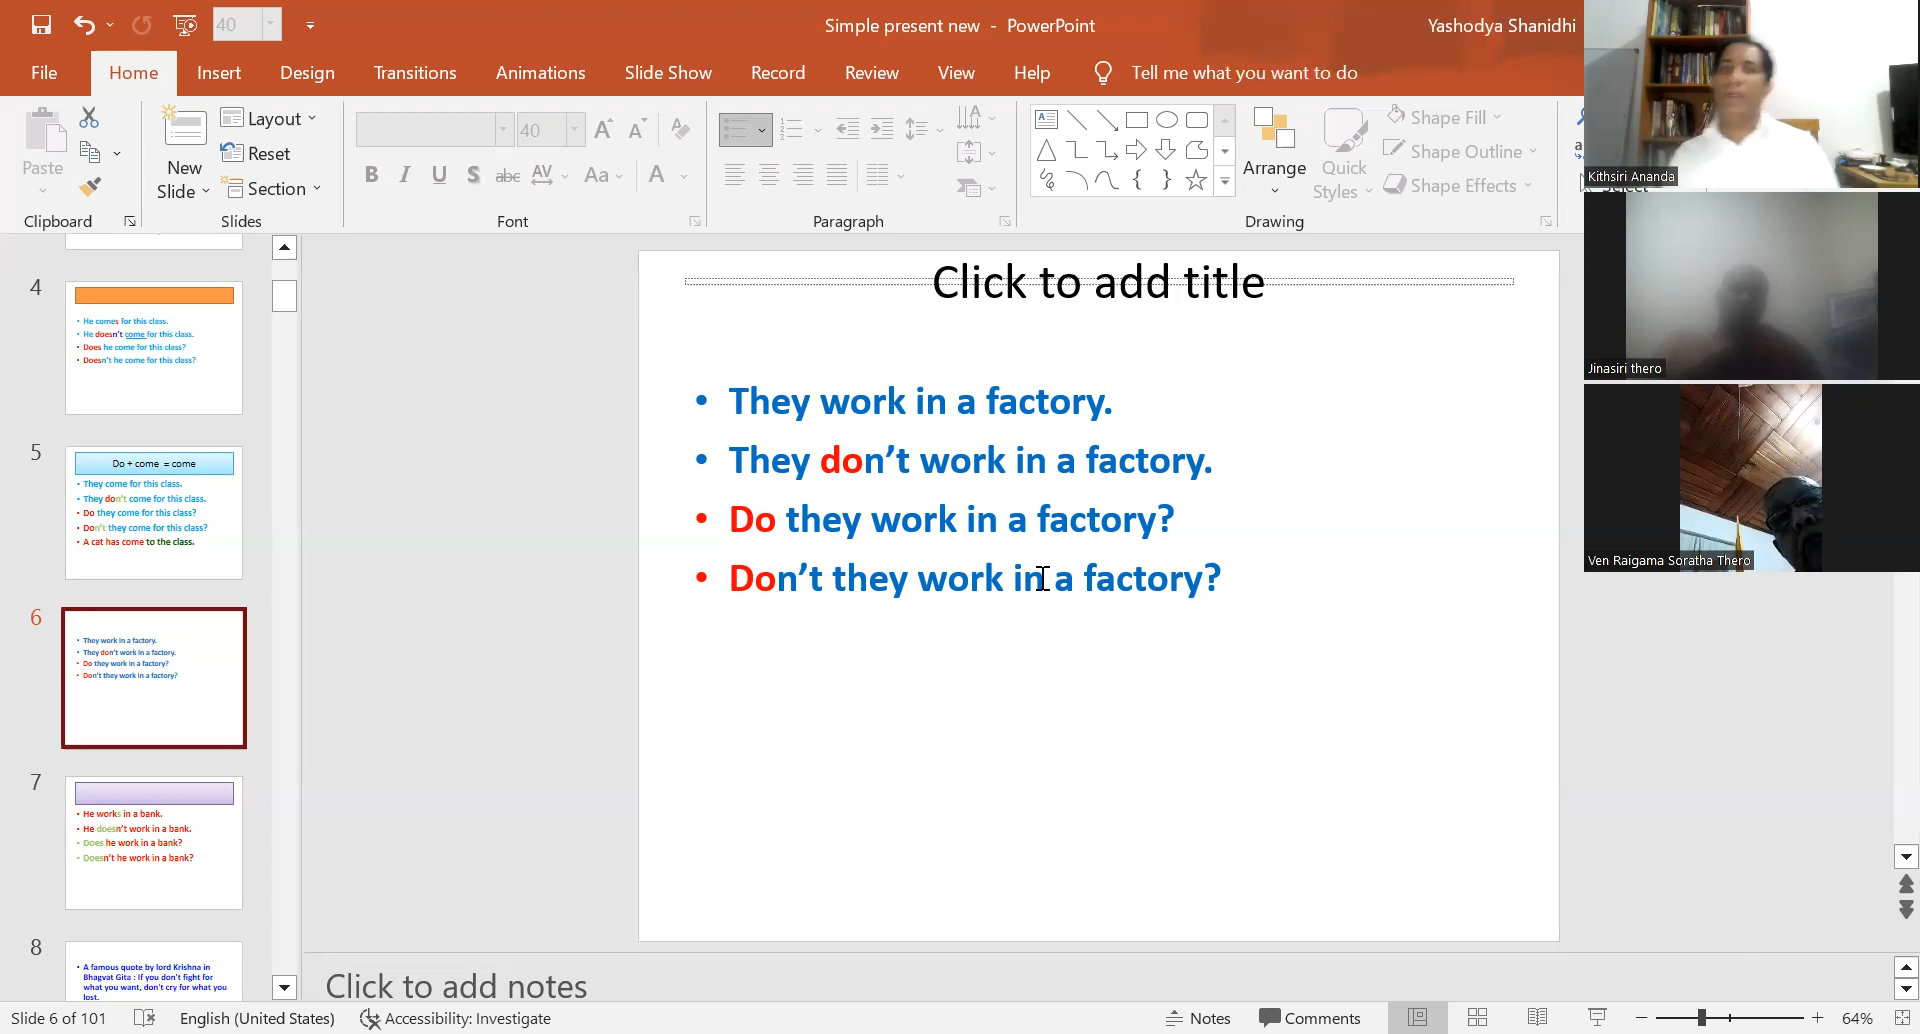 40
Simple present new - PowerPoint
Yashodya Shanidhi
File Home Insert Design Transitions Animations Slide Show Record Review View Help Tell me what you want to do
Paste
New Slide
Layout
Reset
Section
40
B I U S abc AV Aa A
Arrange
Quick Styles
Shape Fill
Shape Outline
Shape Effects
Select
Clipboard Slides Font Paragraph Drawing
Kithsiri Ananda
Jinasiri thero
Ven Raigama Soratha Thero
4
He comes for this class.
He doesn't come for this class.
Does he come for this class?
Doesn't he come for this class?
5
Do + come = come
They come for this class.
They don't come for this class.
Do they come for this class?
Don't they come for this class?
A cat has come to the class.
6
They work in a factory.
They don't work in a factory.
Do they work in a factory?
Don't they work in a factory?
7
He works in a bank.
He doesn't work in a bank.
Does he work in a bank?
Doesn't he work in a bank?
8
A famous quote by lord Krishna in
Bhagvat Gita : If you don't fight for
what you want, don't cry for what you
lost.
Click to add title
• They work in a factory.
• They don’t work in a factory.
• Do they work in a factory?
• Don’t they work in a factory?
Click to add notes
Slide 6 of 101 English (United States) Accessibility: Investigate Notes Comments 64%